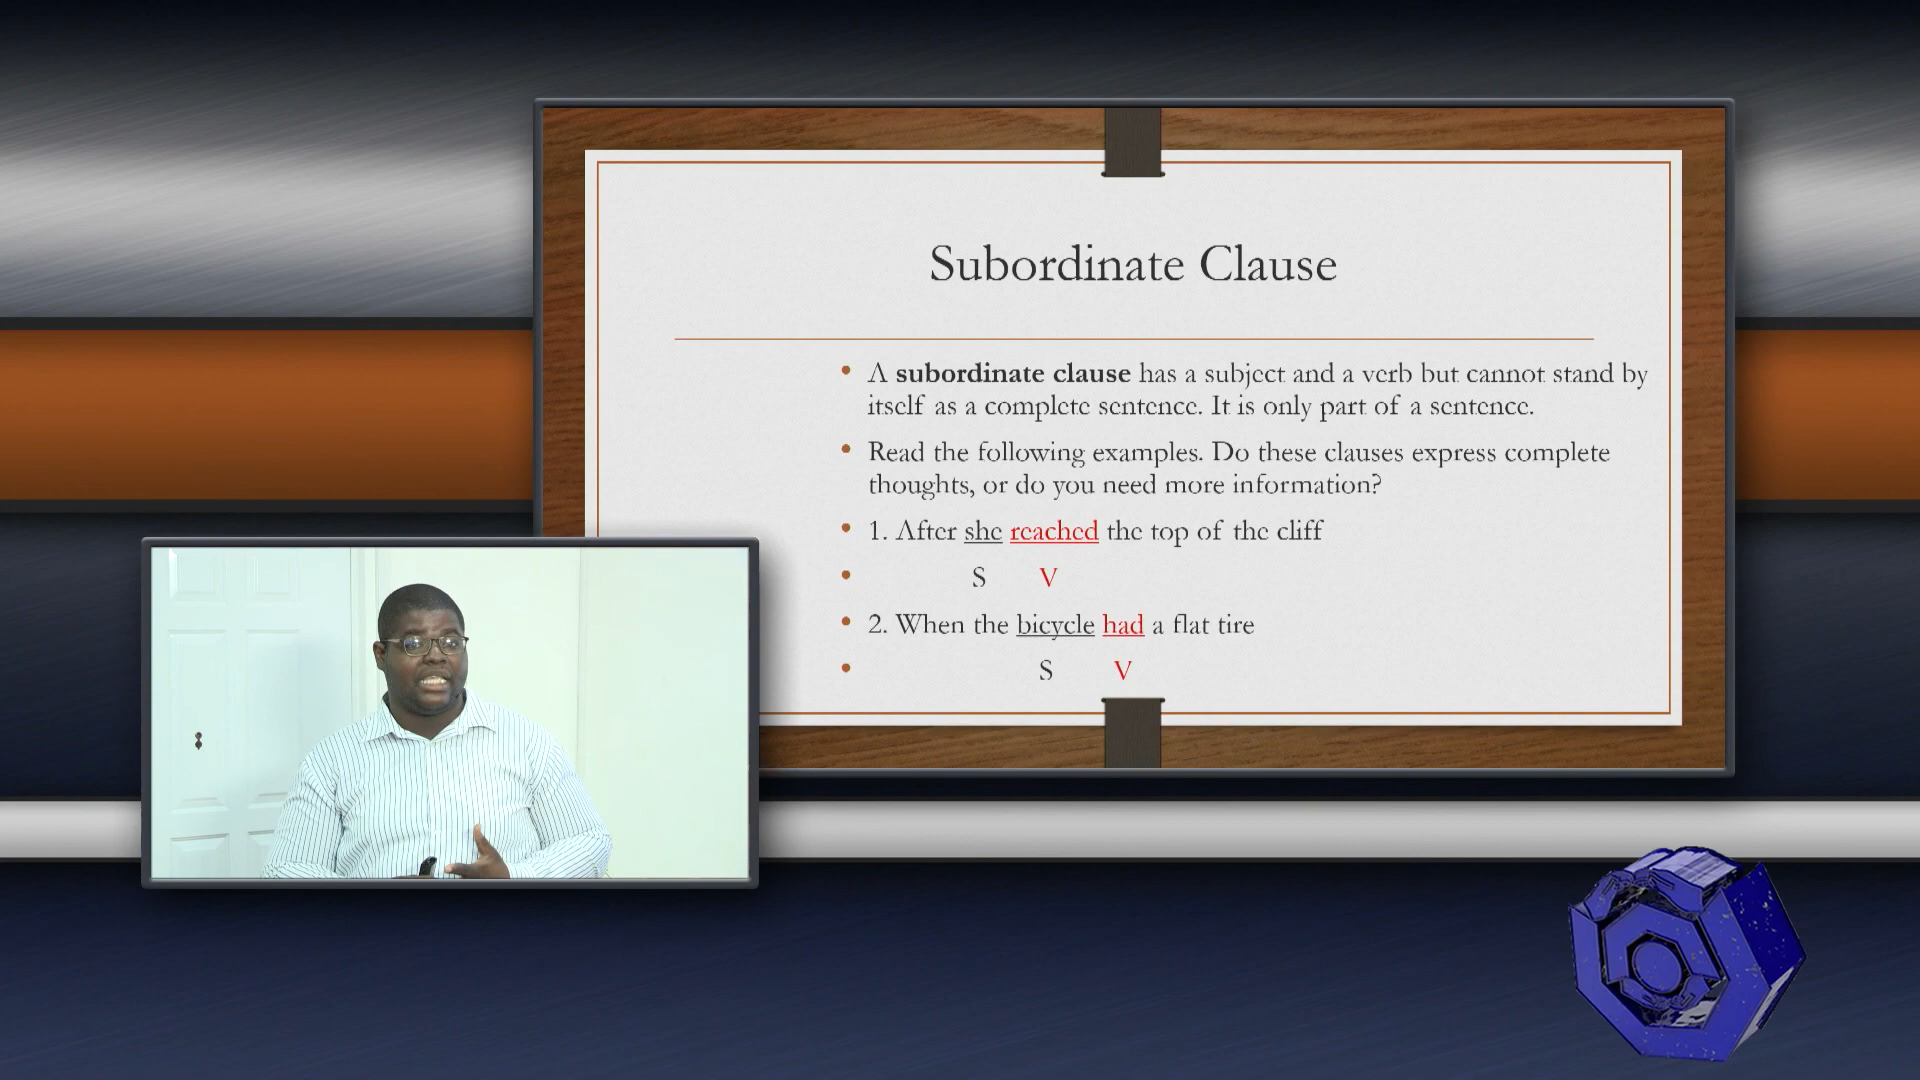 Subordinate Clause
• A subordinate clause has a subject and a verb but cannot stand by
itself as a complete sentence. It is only part of a sentence.
• Read the following examples. Do these clauses express complete
thoughts, or do you need more information?
• 1. After she reached the top of the cliff
• S V
• 2. When the bicycle had a flat tire
• S V